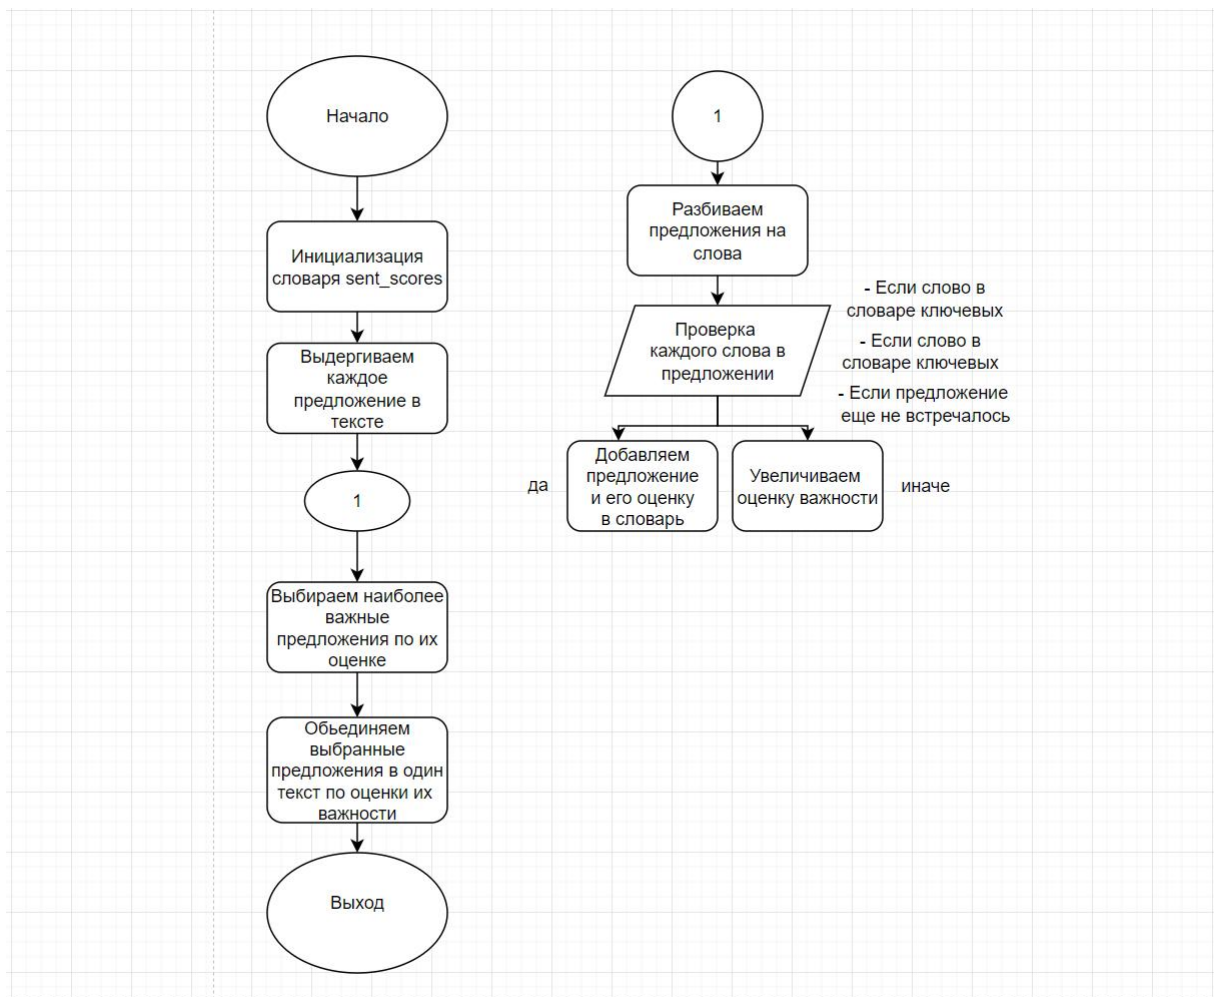 Начало
Инициализация
словаря sent_scores
Выдергиваем
каждое
предложение в
тексте
1
Выбираем наиболее
важные
предложения по их
оценке
Обьединяем
выбранные
предложения в один
текст по оценки их
важности
Выход
1
Разбиваем
предложения на
слова
Проверка
каждого слова в
предложении
- Если слово в
словаре ключевых
- Если слово в
словаре ключевых
- Если предложение
еще не встречалось
да
Добавляем
предложение
и его оценку
в словарь
Увеличиваем
оценку важности
иначе